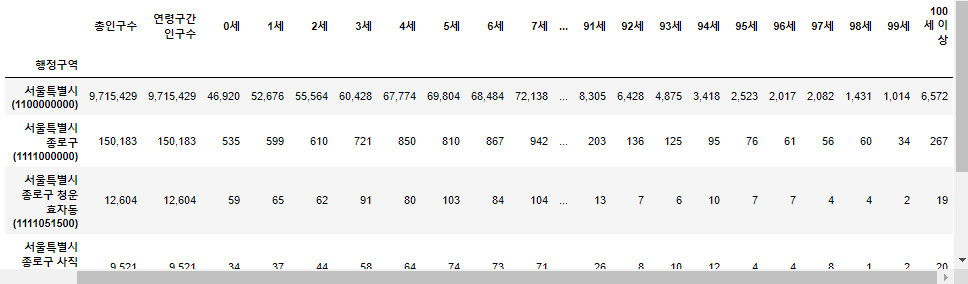 총인구수 연령구간인구수 0세 1세 2세 3세 4세 5세 6세 7세 ... 91세 92세 93세 94세 95세 96세 97세 98세 99세 100세 이상
행정구역
서울특별시 (1100000000) 9,715,429 9,715,429 46,920 52,676 55,564 60,428 67,774 69,804 68,484 72,138 ... 8,305 6,428 4,875 3,418 2,523 2,017 2,082 1,431 1,014 6,572
서울특별시 종로구 (1111000000) 150,183 150,183 535 599 610 721 850 810 867 942 ... 203 136 125 95 76 61 56 60 34 267
서울특별시 종로구 청운효자동 (1111051500) 12,604 12,604 59 65 62 91 80 103 84 104 ... 13 7 6 10 7 7 4 4 2 19
서울특별시 종로구 사직 9,521 9,521 34 37 44 58 64 74 73 71 26 8 10 12 4 4 8 1 2 20